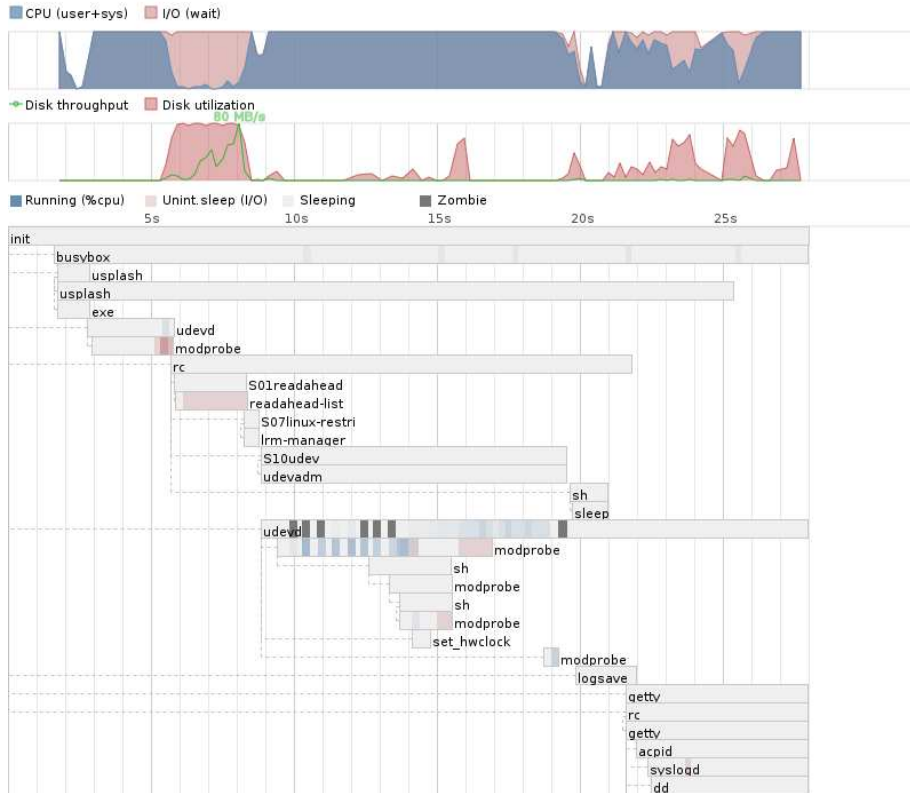 CPU (user+sys) I/O (wait)
Disk throughput Disk utilization
80 MB/s
Running (%cpu) Unint.sleep (I/O) Sleeping Zombie
5s 10s 15s 20s 25s
init
busybox
usplash
usplash
exe
udevd
modprobe
rc
S01readahead
readahead-list
S07linux-restri
lrm-manager
S10udev
udevadm
sh
sleep
udevd
modprobe
sh
modprobe
sh
modprobe
set_hwclock
modprobe
logsave
getty
rc
getty
acpid
syslogd
dd